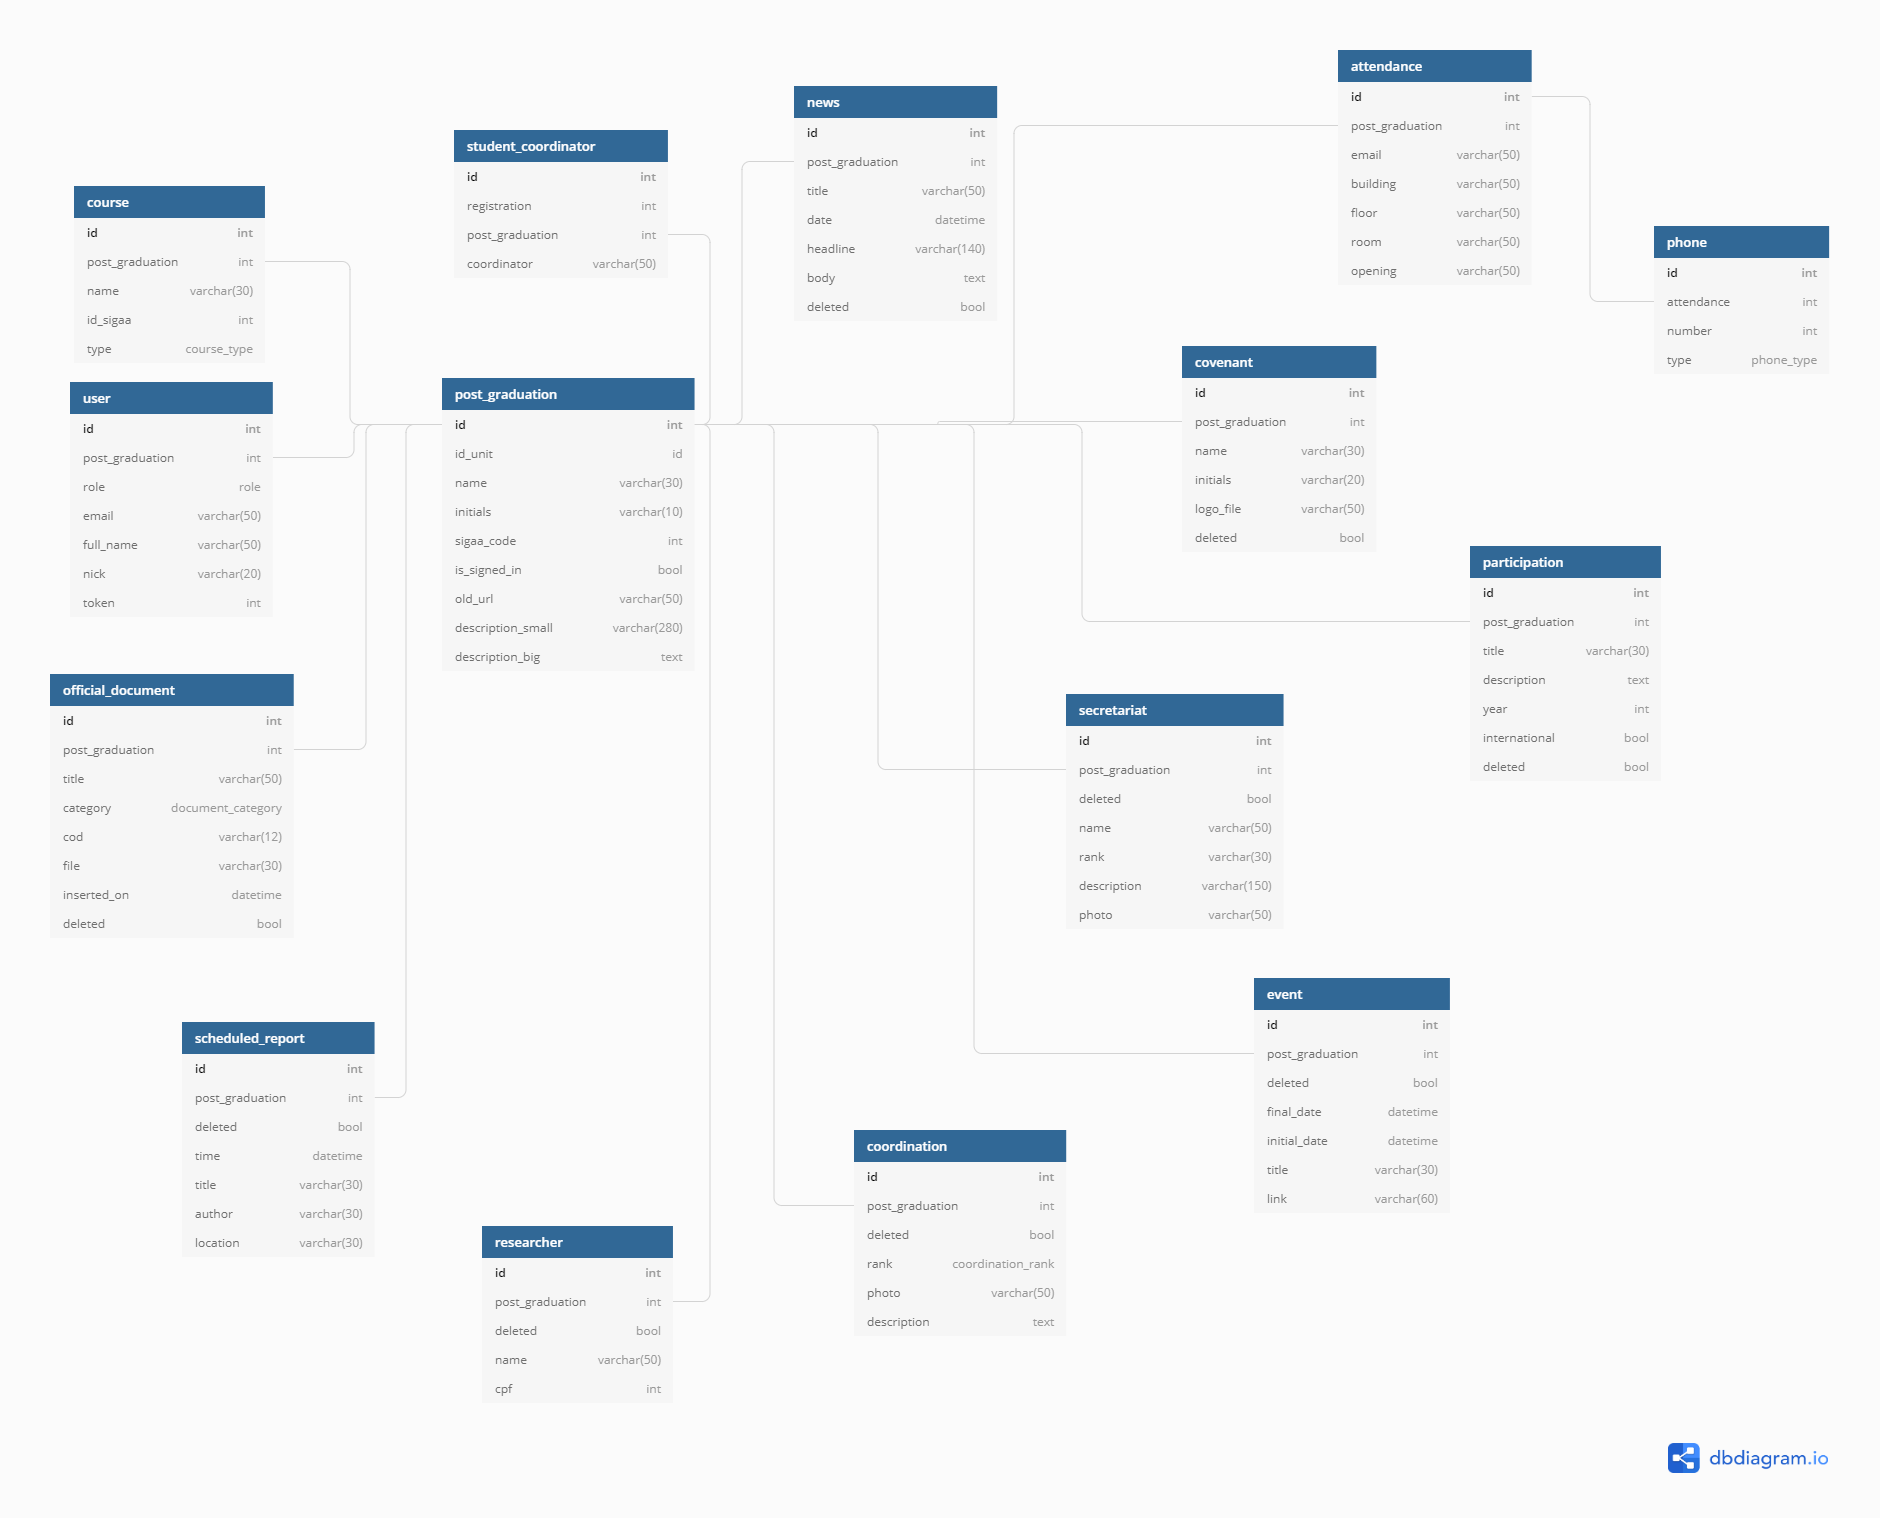 course
id int
post_graduation int
name varchar(30)
id_sigaa int
type course_type
user
id int
post_graduation int
role role
email varchar(50)
full_name varchar(50)
nick varchar(20)
token int
official_document
id int
post_graduation int
title varchar(50)
category document_category
cod varchar(12)
file varchar(30)
inserted_on datetime
deleted bool
scheduled_report
id int
post_graduation int
deleted bool
time datetime
title varchar(30)
author varchar(30)
location varchar(30)
student_coordinator
id int
registration int
post_graduation int
coordinator varchar(50)
post_graduation
id int
id_unit id
name varchar(30)
initials varchar(10)
sigaa_code int
is_signed_in bool
old_url varchar(50)
description_small varchar(280)
description_big text
researcher
id int
post_graduation int
deleted bool
name varchar(50)
cpf int
news
id int
post_graduation int
title varchar(50)
date datetime
headline varchar(140)
body text
deleted bool
coordination
id int
post_graduation int
deleted bool
rank coordination_rank
photo varchar(50)
description text
attendance
id int
post_graduation int
email varchar(50)
building varchar(50)
floor varchar(50)
room varchar(50)
opening varchar(50)
phone
id int
attendance int
number int
type phone_type
covenant
id int
post_graduation int
name varchar(30)
initials varchar(20)
logo_file varchar(50)
deleted bool
participation
id int
post_graduation int
title varchar(30)
description text
year int
international bool
deleted bool
secretariat
id int
post_graduation int
deleted bool
name varchar(50)
rank varchar(30)
description varchar(150)
photo varchar(50)
event
id int
post_graduation int
deleted bool
final_date datetime
initial_date datetime
title varchar(30)
link varchar(60)
dbdiagram.io